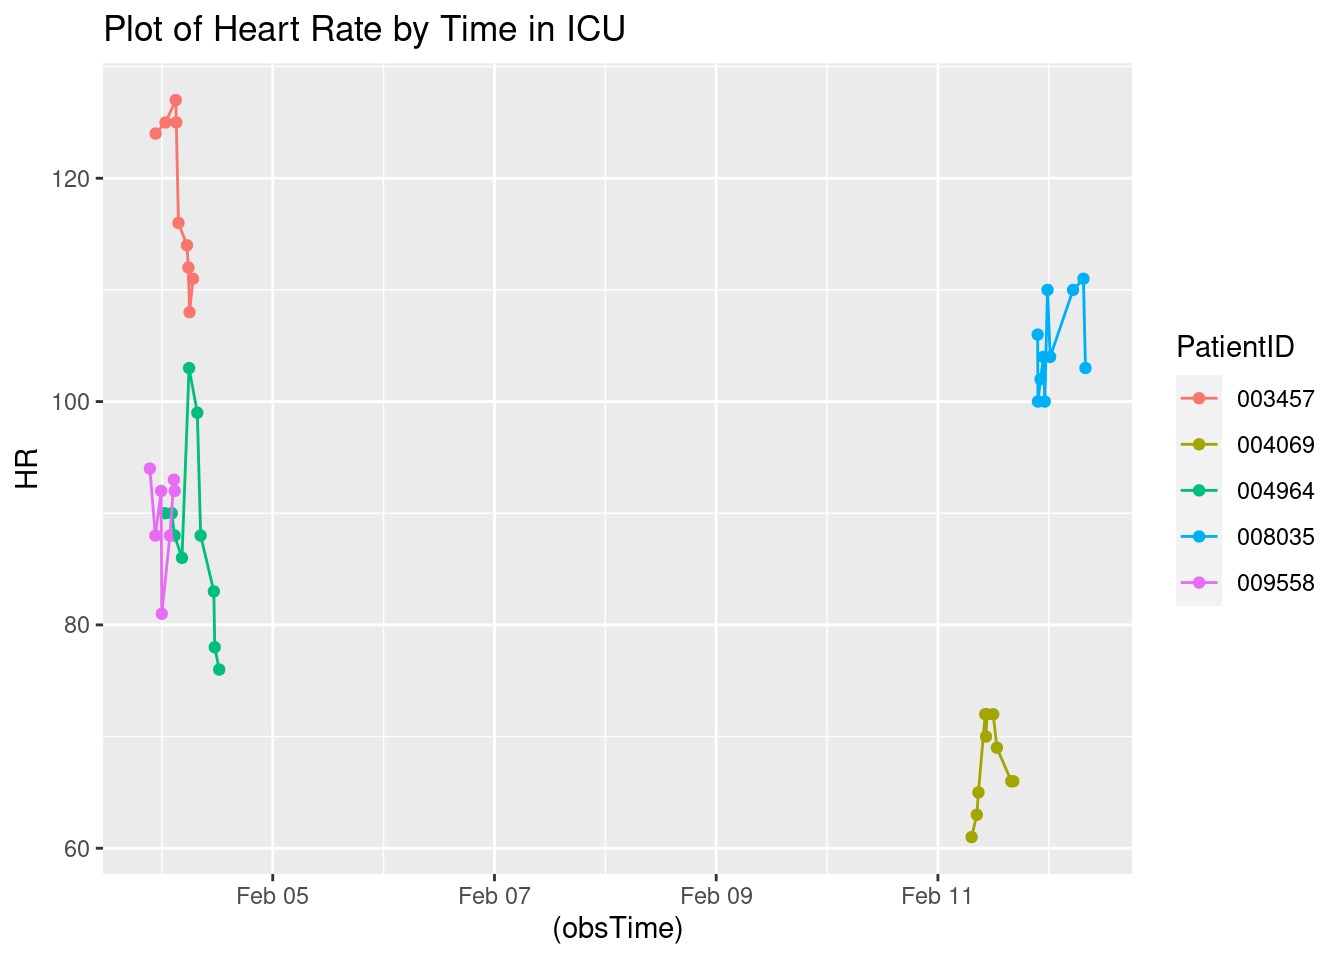 Plot of Heart Rate by Time in ICU
120
100
80
60
HR
Feb 05
Feb 07
Feb 09
Feb 11
(obsTime)
PatientID
003457
004069
004964
008035
009558